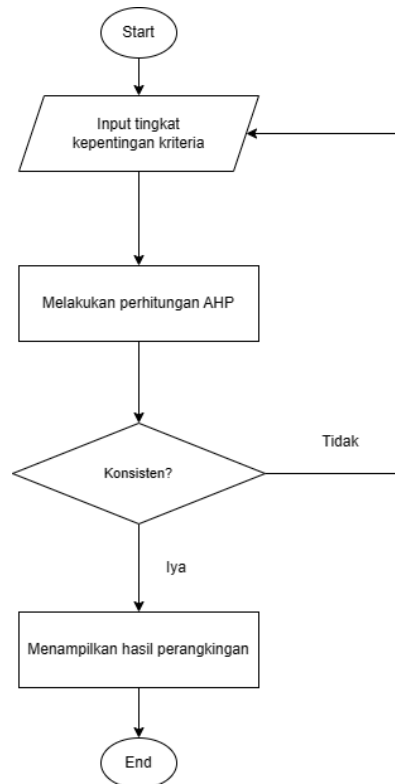 Start
Input tingkat
kepentingan kriteria
Melakukan perhitungan AHP
Konsisten?
Tidak
Iya
Menampilkan hasil perangkingan
End